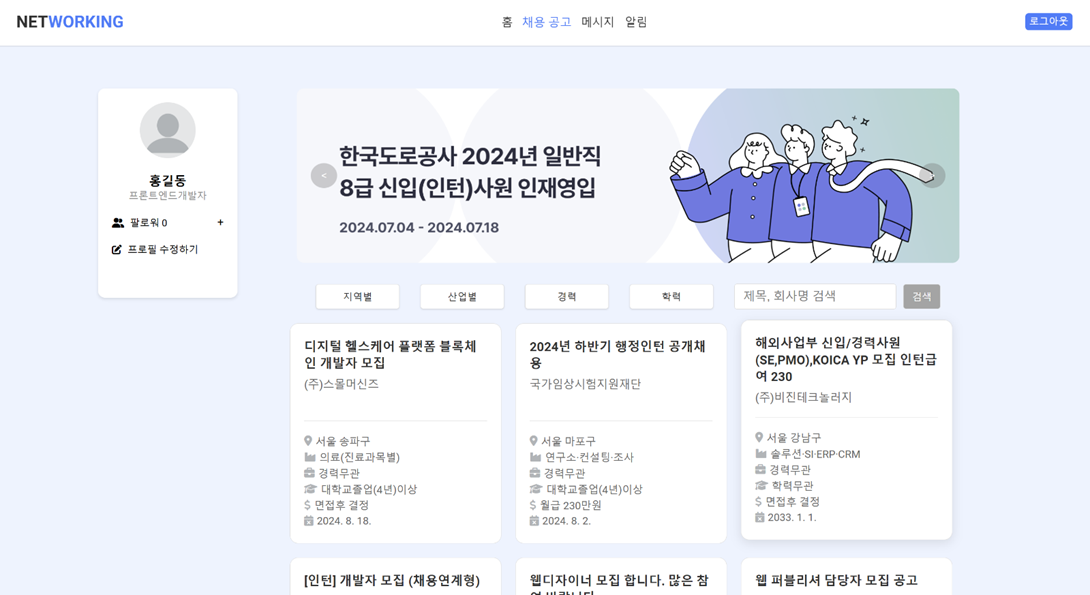 NETWORKING
홈 채용 공고 메시지 알림
로그아웃
홍길동
프론트엔드개발자
팔로워 0 +
프로필 수정하기
한국도로공사 2024년 일반직
8급 신입(인턴)사원 인재영입
2024.07.04 - 2024.07.18
<
지역별 산업별 경력 학력 제목, 회사명 검색 검색
디지털 헬스케어 플랫폼 블록체
인 개발자 모집
(주)스몰머신즈
서울 송파구
의료(진료과목별)
경력무관
대학교졸업(4년)이상
$ 면접후 결정
2024. 8. 18.
2024년 하반기 행정인턴 공개채
용
국가임상시험지원재단
서울 마포구
연구소·컨설팅·조사
경력무관
대학교졸업(4년)이상
$ 월급 230만원
2024. 8. 2.
해외사업부 신입/경력사원
(SE,PMO),KOICA YP 모집 인턴급
여 230
(주)비진테크놀러지
서울 강남구
솔루션·SI·ERP·CRM
경력무관
학력무관
$ 면접후 결정
2033. 1. 1.
[인턴] 개발자 모집 (채용연계형)
웹디자이너 모집 합니다. 많은 참
웹 퍼블리셔 담당자 모집 공고